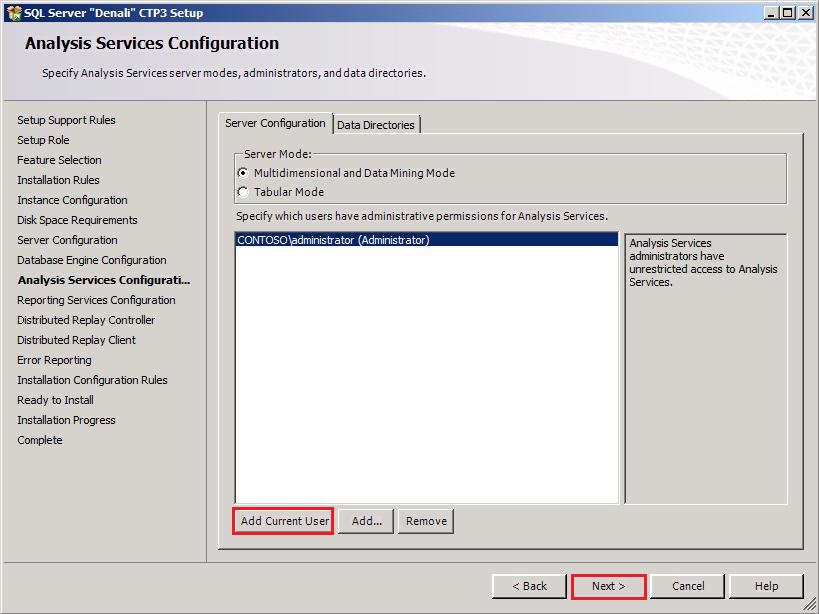 SQL Server "Denali" CTP3 Setup
Analysis Services Configuration
Specify Analysis Services server modes, administrators, and data directories.
Setup Support Rules
Setup Role
Feature Selection
Installation Rules
Instance Configuration
Disk Space Requirements
Server Configuration
Database Engine Configuration
Analysis Services Configurati...
Reporting Services Configuration
Distributed Replay Controller
Distributed Replay Client
Error Reporting
Installation Configuration Rules
Ready to Install
Installation Progress
Complete
Server Configuration
Data Directories
Server Mode:
Multidimensional and Data Mining Mode
Tabular Mode
Specify which users have administrative permissions for Analysis Services.
CONTOSO\administrator (Administrator)
Analysis Services
administrators have
unrestricted access to Analysis
Services.
Add Current User
Add...
Remove
< Back
Next >
Cancel
Help